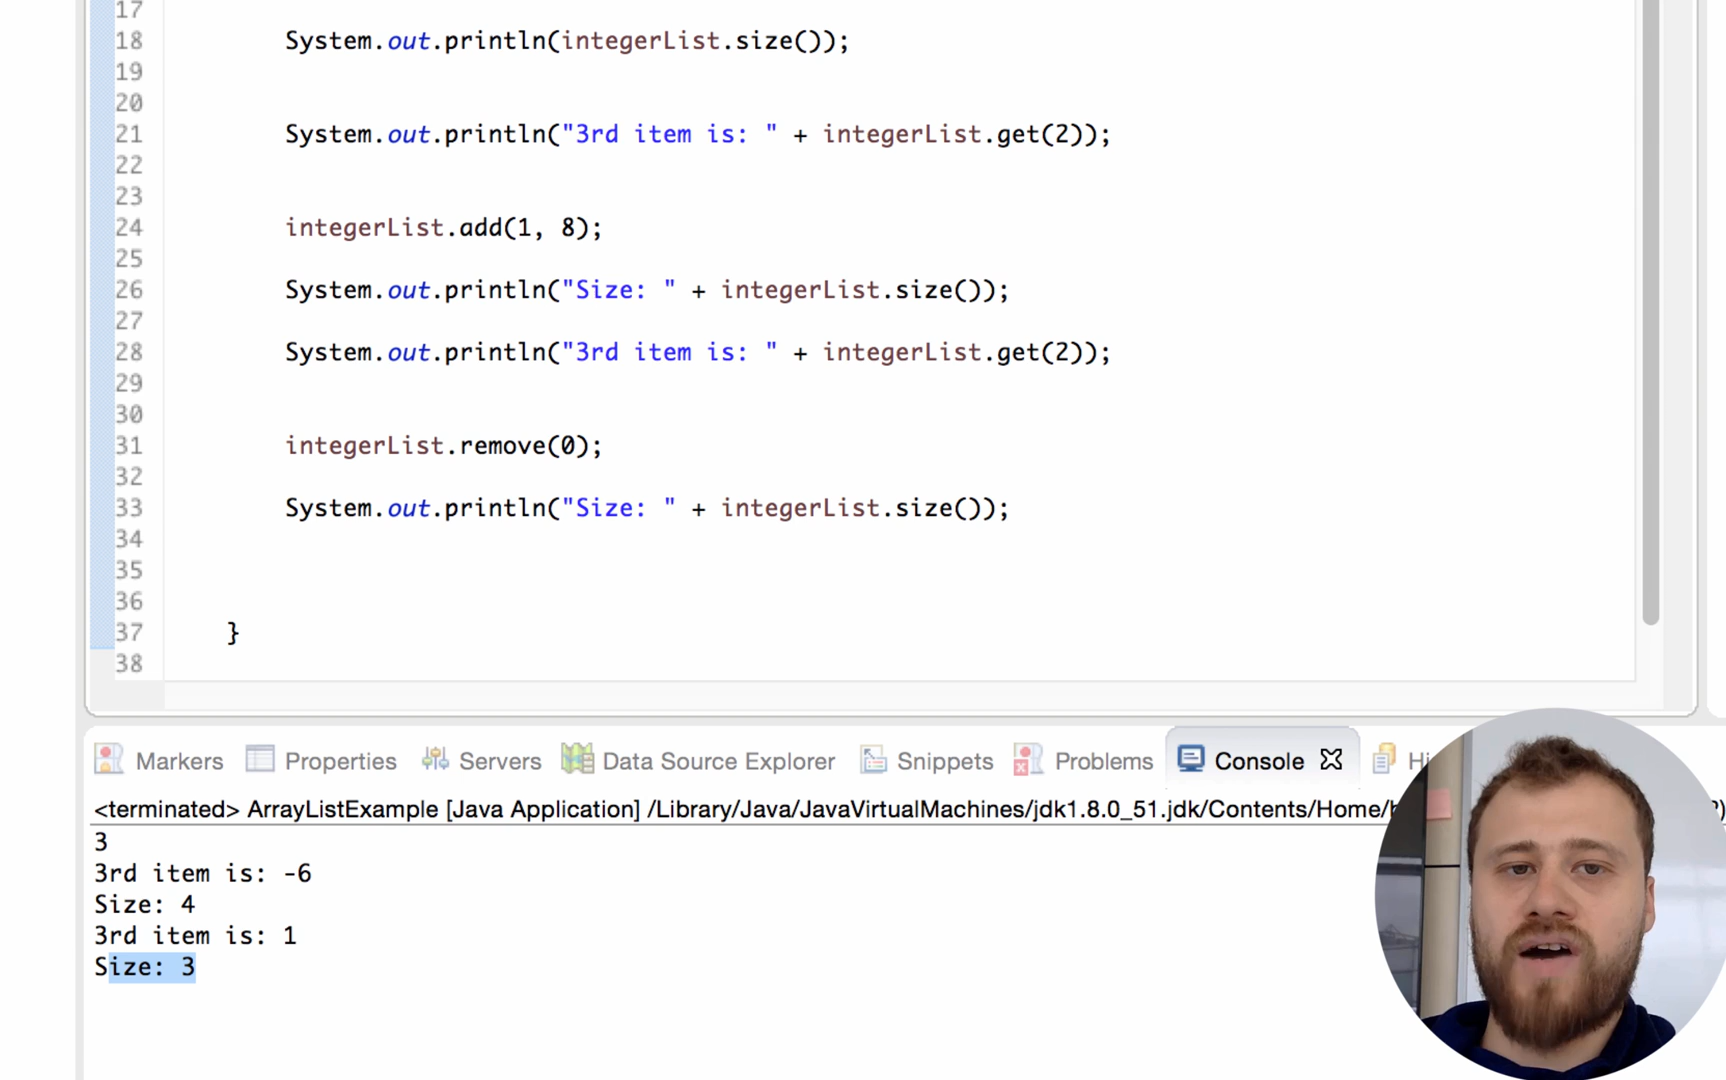 17
18 System.out.println(integerList.size());
19
20
21 System.out.println("3rd item is: " + integerList.get(2));
22
23
24 integerList.add(1, 8);
25
26 System.out.println("Size: " + integerList.size());
27
28 System.out.println("3rd item is: " + integerList.get(2));
29
30
31 integerList.remove(0);
32
33 System.out.println("Size: " + integerList.size());
34
35
36
37 }
38
Markers Properties Servers Data Source Explorer Snippets Problems Console
<terminated> ArrayListExample [Java Application] /Library/Java/JavaVirtualMachines/jdk1.8.0_51.jdk/Contents/Home/
3
3rd item is: -6
Size: 4
3rd item is: 1
Size: 3